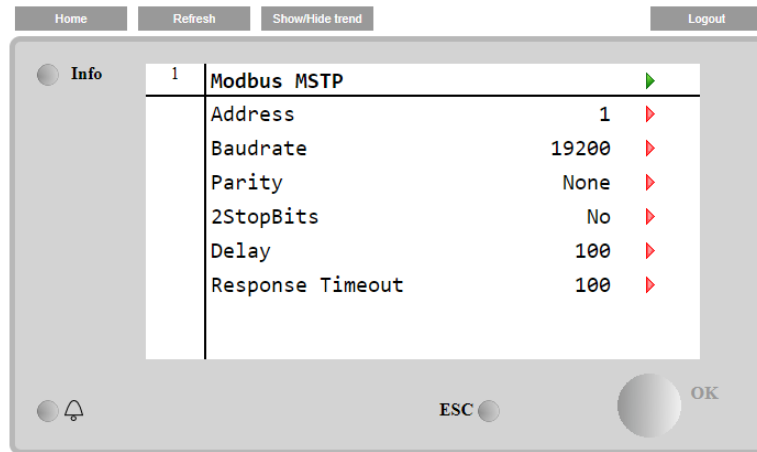 Home Refresh Show/Hide trend Logout
Info
1 Modbus MSTP
Address 1
Baudrate 19200
Parity None
2StopBits No
Delay 100
Response Timeout 100
ESC OK